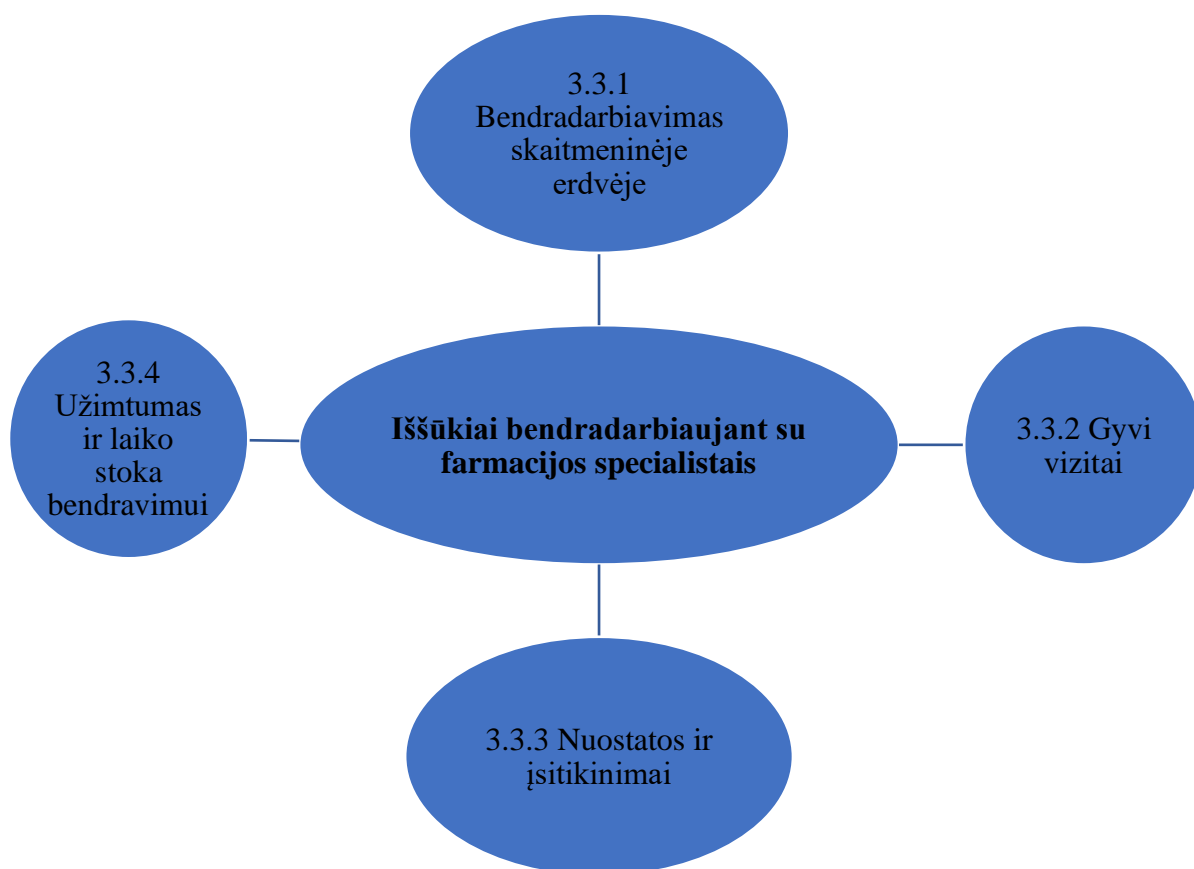 3.3.1
Bendradarbiavimas
skaitmeninėje
erdvėje
3.3.4
Užimtumas
ir laiko
stoka
bendravimui
Iššūkiai bendradarbiaujant su
farmacijos specialistais
3.3.2 Gyvi
vizitai
3.3.3 Nuostatos ir
įsitikinimai